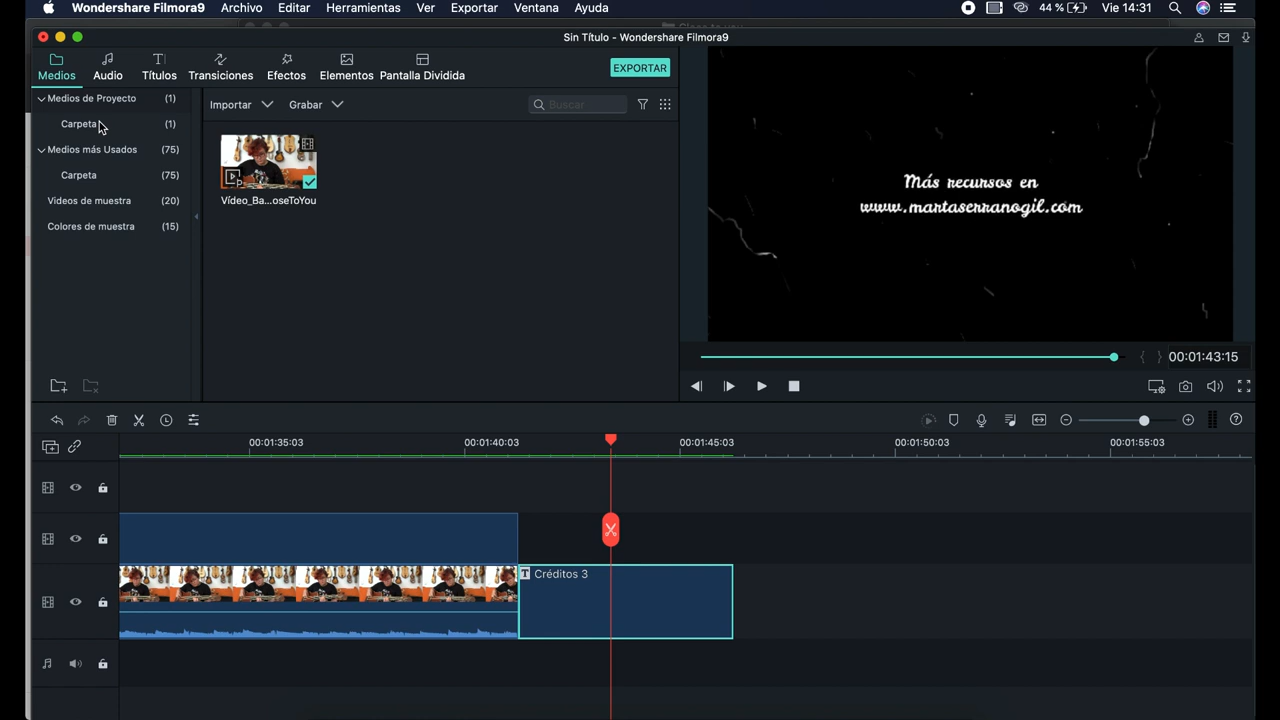 Wondershare Filmora9 Archivo Editar Herramientas Ver Exportar Ventana Ayuda 44 % Vie 14:31
Sin Título - Wondershare Filmora9
Medios Audio Títulos Transiciones Efectos Elementos Pantalla Dividida EXPORTAR
Medios de Proyecto (1)
Carpeta (1)
Medios más Usados (75)
Carpeta (75)
Videos de muestra (20)
Colores de muestra (15)
Importar Grabar Buscar
Vídeo_Ba...oseToYou
Más recursos en
www.martaserranogil.com
00:01:43:15
00:01:35:03 00:01:40:03 00:01:45:03 00:01:50:03 00:01:55:03
T Créditos 3